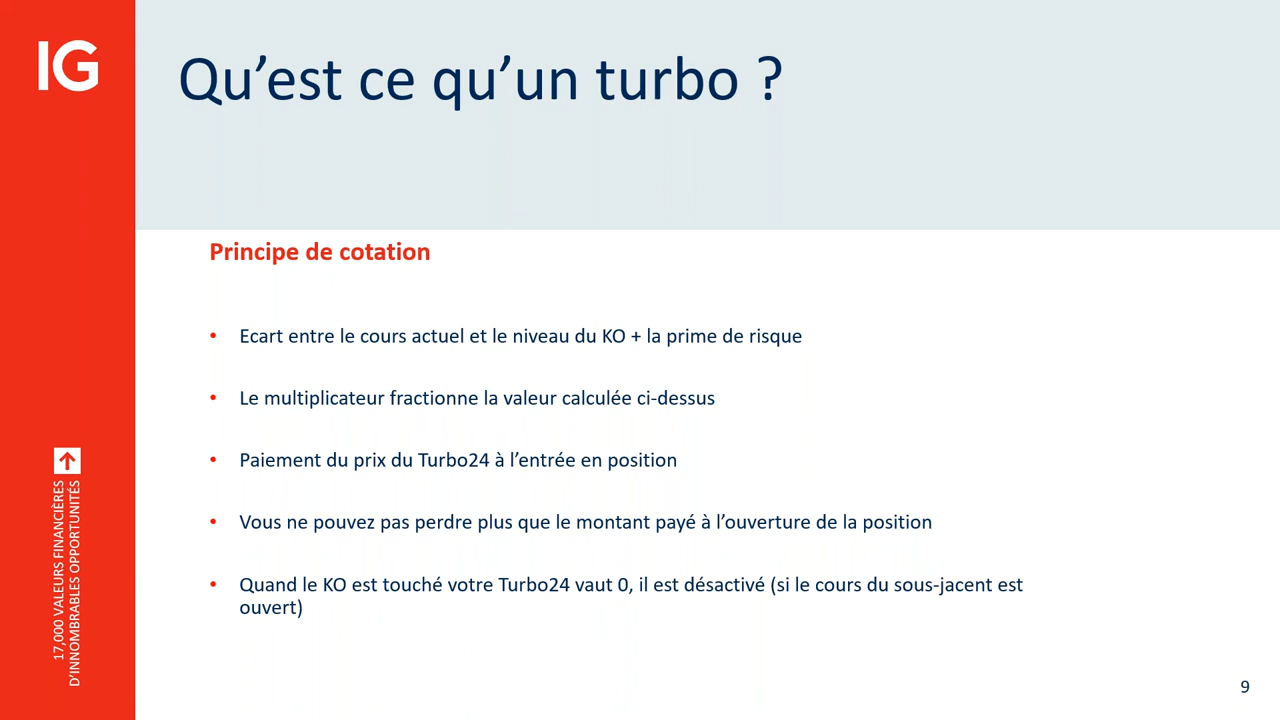 IG
Qu’est ce qu’un turbo ?
Principe de cotation
• Ecart entre le cours actuel et le niveau du KO + la prime de risque
• Le multiplicateur fractionne la valeur calculée ci-dessus
• Paiement du prix du Turbo24 à l’entrée en position
• Vous ne pouvez pas perdre plus que le montant payé à l’ouverture de la position
• Quand le KO est touché votre Turbo24 vaut 0, il est désactivé (si le cours du sous-jacent est
ouvert)
17,000 VALEURS FINANCIÈRES
D’INNOMBRABLES OPPORTUNITÉS
9